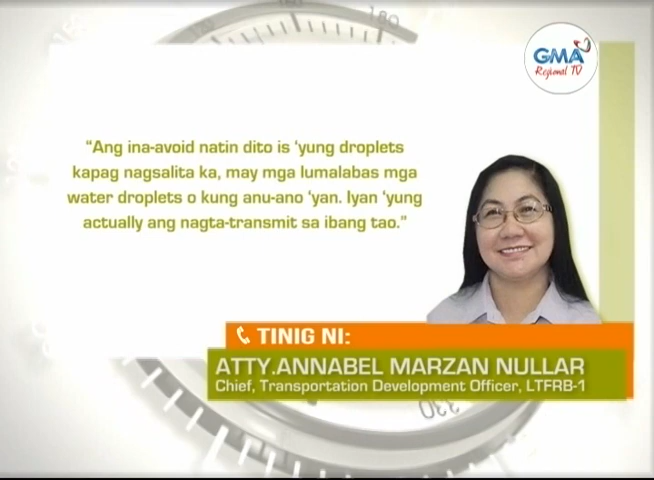 180
GMA
Regional TV
"Ang ina-avoid natin dito is 'yung droplets
kapag nagsalita ka, may mga lumalabas mga
water droplets o kung anu-ano 'yan. Iyan 'yung
actually ang nagta-transmit sa ibang tao."
TINIG NI:
ATTY.ANNABEL MARZAN NULLAR
Chief, Transportation Development Officer, LTFRB-1
330